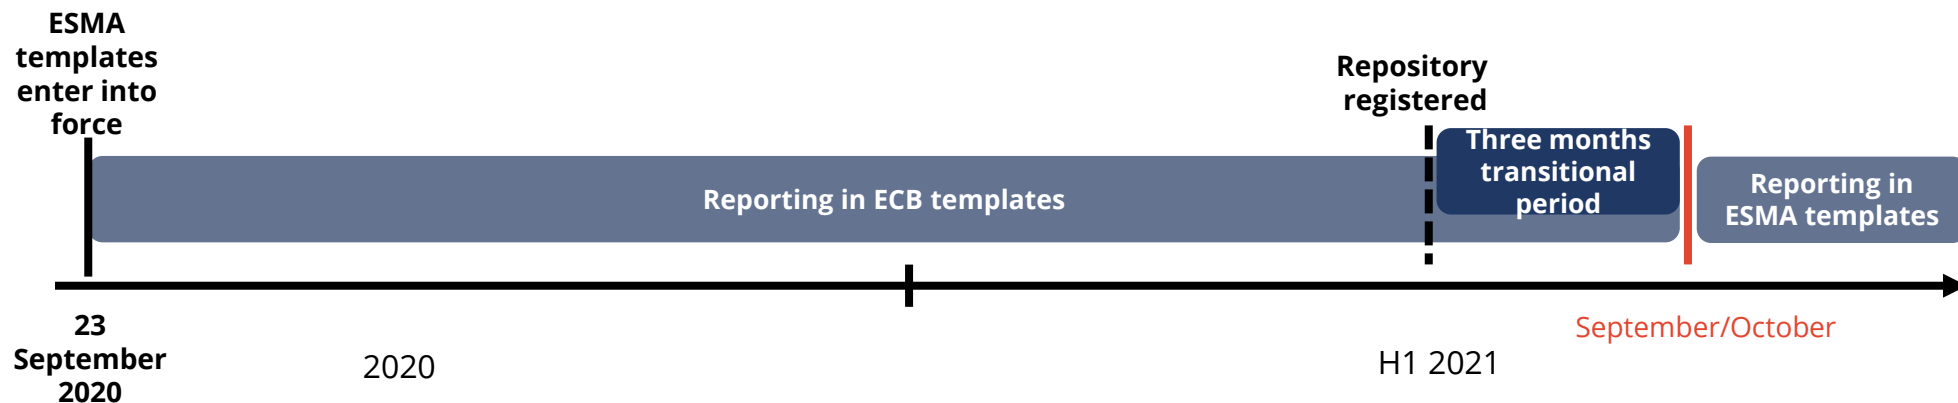 ESMA
templates
enter into
force
Repository
registered
Three months
transitional
period
Reporting in ECB templates
Reporting in
ESMA templates
23
September
2020
2020
H1 2021
September/October